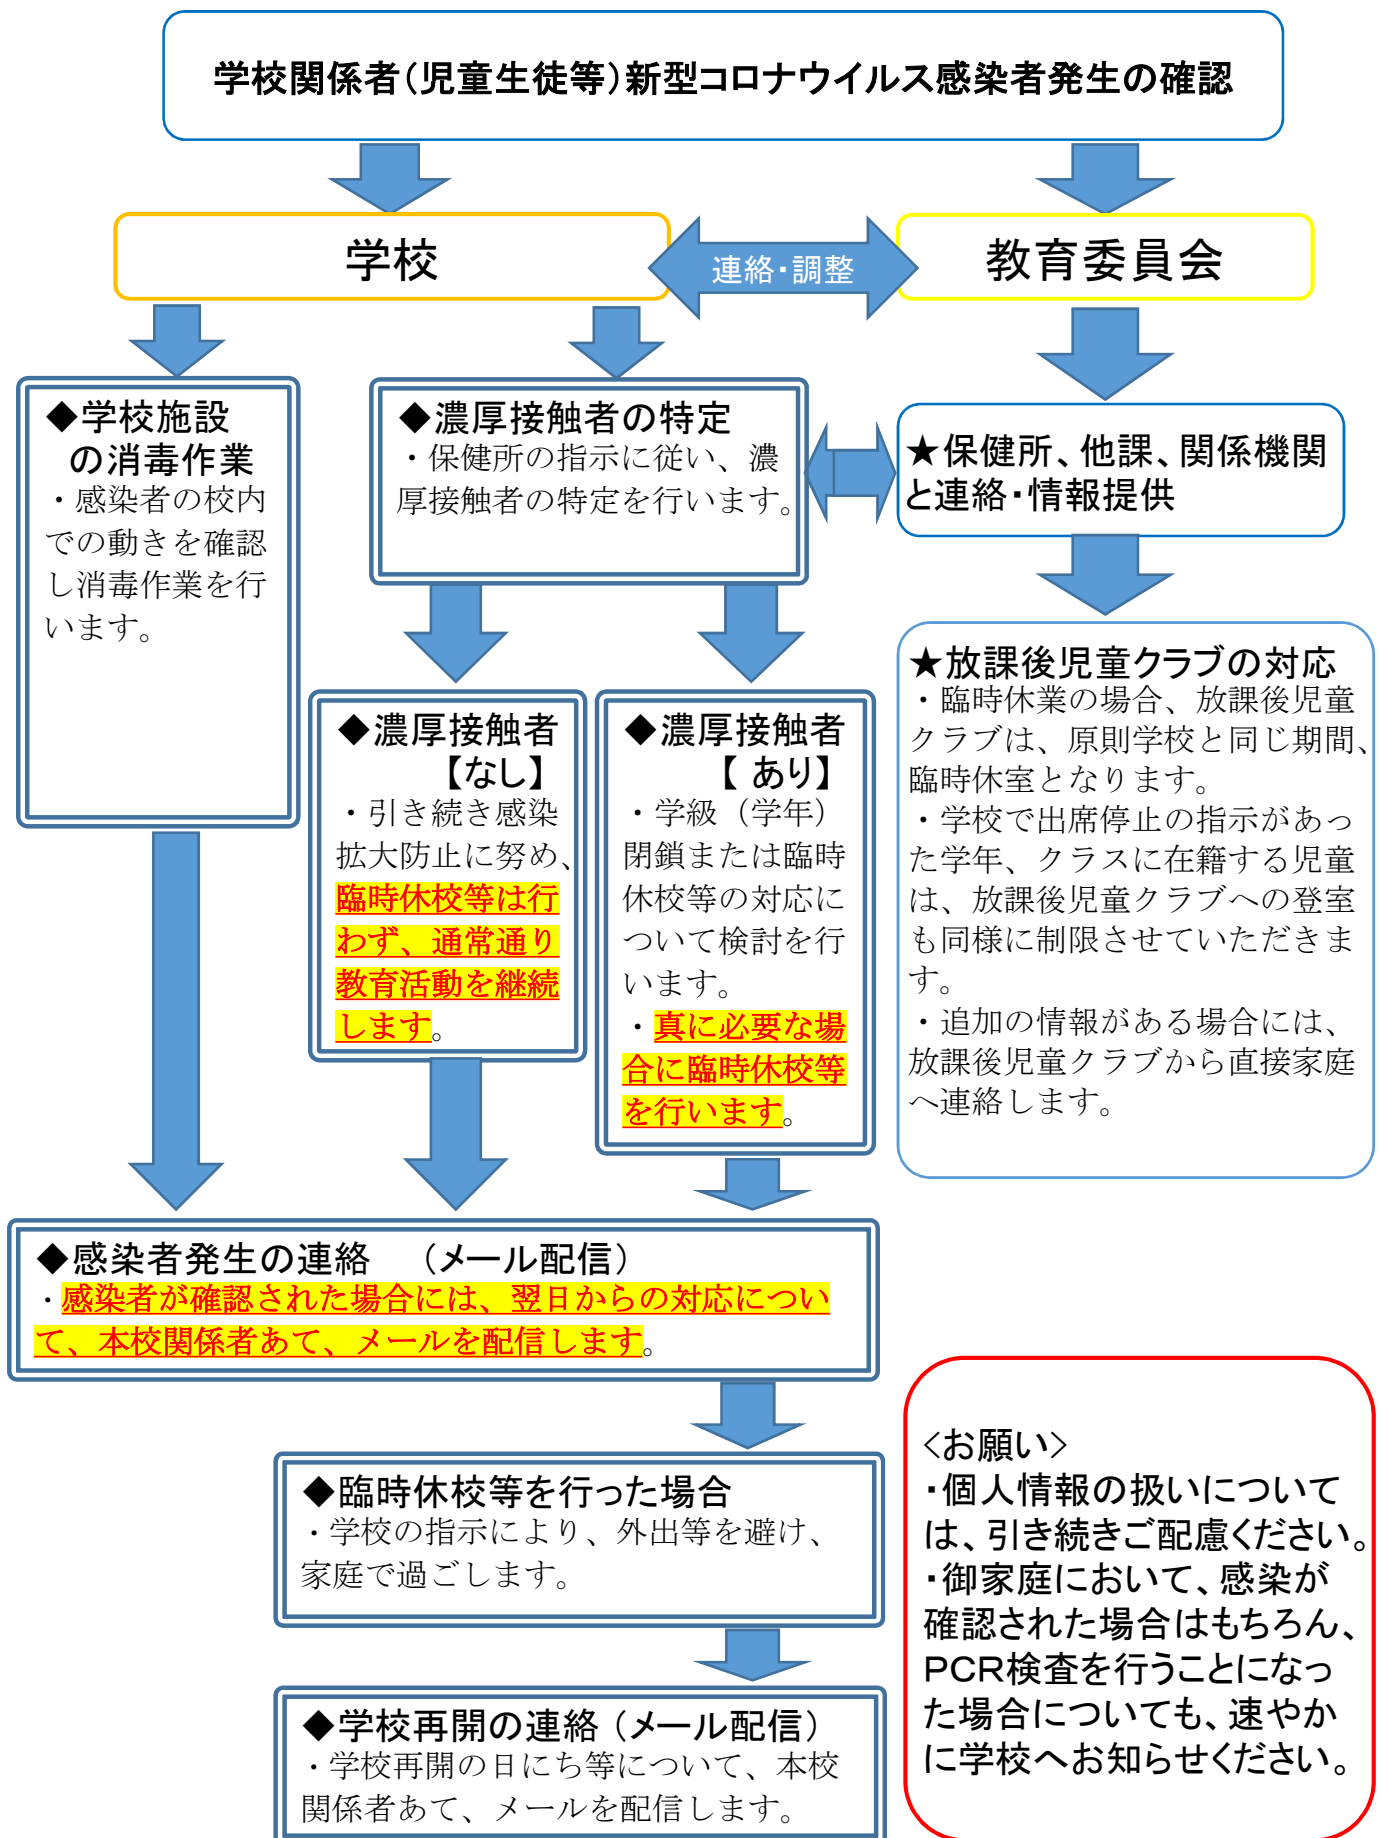 学校関係者(児童生徒等)新型コロナウイルス感染者発生の確認
学校
連絡・調整
教育委員会
◆学校施設
の消毒作業
・感染者の校内
での動きを確認
し消毒作業を行
います。
◆濃厚接触者の特定
・保健所の指示に従い、濃
厚接触者の特定を行います。
★保健所、他課、関係機関
と連絡・情報提供
◆濃厚接触者
【なし】
・引き続き感染
拡大防止に努め、
臨時休校等は行
わず、通常通り
教育活動を継続
します。
◆濃厚接触者
【 あり】
・学級（学年）
閉鎖または臨時
休校等の対応に
ついて検討を行
います。
・真に必要な場
合に臨時休校等
を行います。
★放課後児童クラブの対応
・臨時休業の場合、放課後児童
クラブは、原則学校と同じ期間、
臨時休室となります。
・学校で出席停止の指示があっ
た学年、クラスに在籍する児童
は、放課後児童クラブへの登室
も同様に制限させていただきま
す。
・追加の情報がある場合には、
放課後児童クラブから直接家庭
へ連絡します。
◆感染者発生の連絡　（メール配信）
・感染者が確認された場合には、翌日からの対応につい
て、本校関係者あて、メールを配信します。
◆臨時休校等を行った場合
・学校の指示により、外出等を避け、
家庭で過ごします。
◆学校再開の連絡（メール配信）
・学校再開の日にち等について、本校
関係者あて、メールを配信します。
<お願い>
・個人情報の扱いについて
は、引き続きご配慮ください。
・御家庭において、感染が
確認された場合はもちろん、
PCR検査を行うことになっ
た場合についても、速やか
に学校へお知らせください。